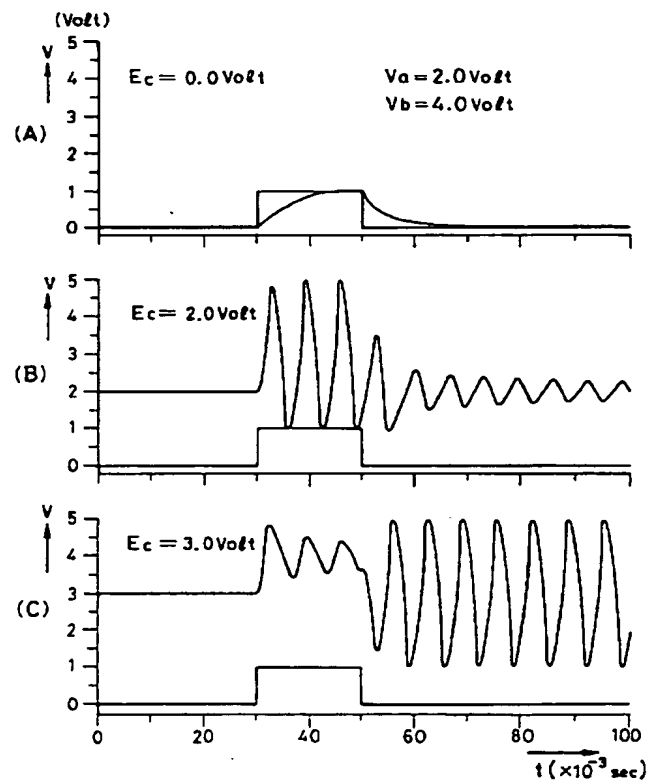 (Volt)
V
5
4
3
2
1
0
(A)
Ec = 0.0 Volt
Va = 2.0 Volt
Vb = 4.0 Volt
V
5
4
3
2
1
0
(B)
Ec = 2.0 Volt
V
5
4
3
2
1
0
(C)
Ec = 3.0 Volt
0 20 40 60 80 100
t (×10⁻³ sec)